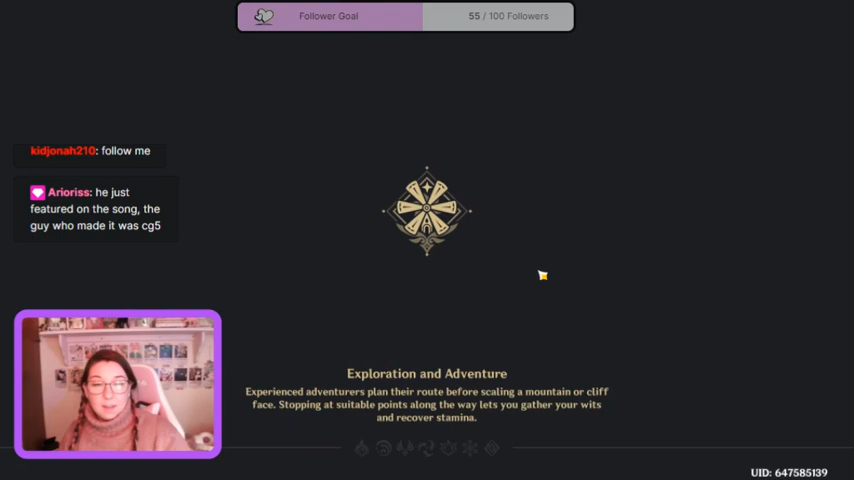 Follower Goal 55 / 100 Followers
kidjonah210: follow me
Arioriss: he just
featured on the song, the
guy who made it was cg5
Exploration and Adventure
Experienced adventurers plan their route before scaling a mountain or cliff
face. Stopping at suitable points along the way lets you gather your wits
and recover stamina.
UID: 647585139